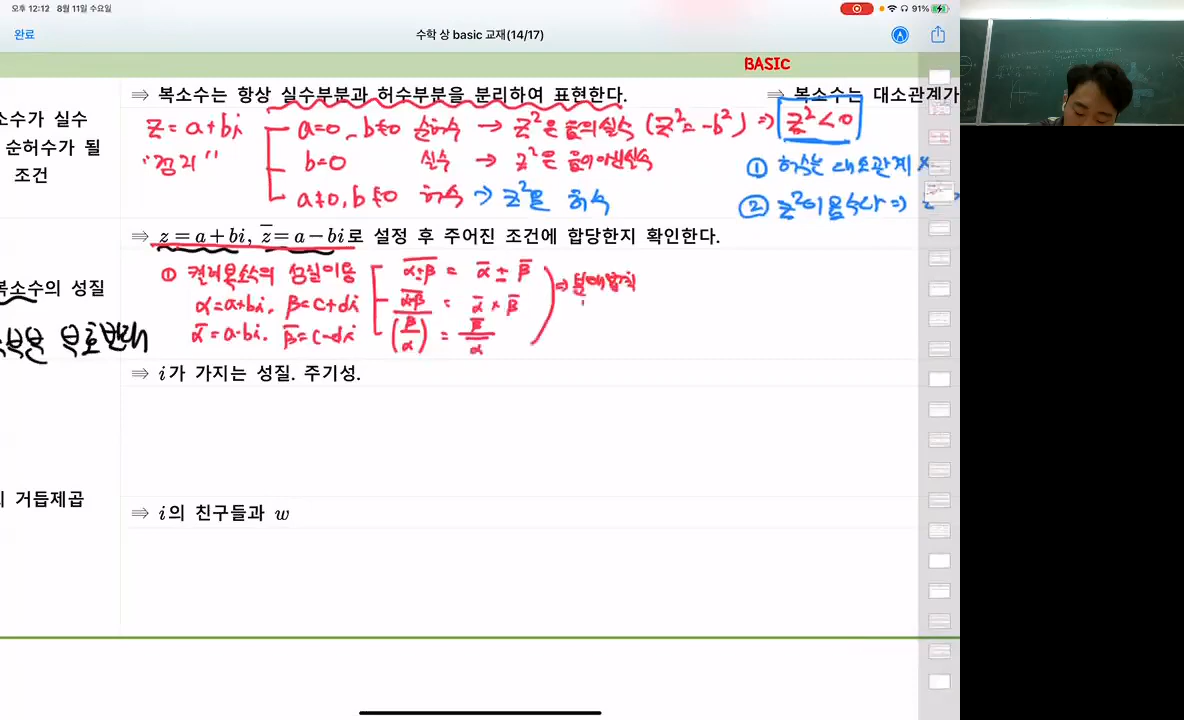 오후 12:12 8월 11일 수요일
91%
완료
수학 상 basic 교재(14/17)
BASIC
⇒ 복소수는 항상 실수부분과 허수부분을 분리하여 표현한다.
⇒ 복소수는 대소관계가
소수가 실수
순허수가 될
조건
z = a+bi
a=0, b≠0 순허수 → z²은 음의실수 (z²=-b²) ⇒ z²<0
b=0 실수 → z²은 음이아닌실수
a≠0, b≠0 허수 → z²은 허수
① 허수는 대소관계 x
② z²이 음수 ⇒
⇒ z=a+bi, z̅=a−bi로 설정 후 주어진 조건에 합당한지 확인한다.
복소수의 성질
부호반대
① 켤레복소수의 성질이용
α=a+bi, β=c+di
α̅=a-bi, β̅=c-di
⇒ 분배법칙
⇒ i가 가지는 성질. 주기성.
거듭제곱
⇒ i의 친구들과 w